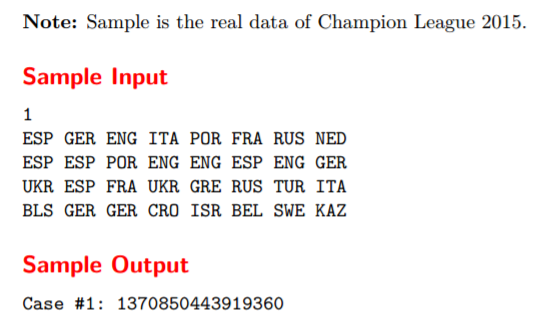 Note: Sample is the real data of Champion League 2015.
Sample Input
1
ESP GER ENG ITA POR FRA RUS NED
ESP ESP POR ENG ENG ESP ENG GER
UKR ESP FRA UKR GRE RUS TUR ITA
BLS GER GER CRO ISR BEL SWE KAZ
Sample Output
Case #1: 1370850443919360